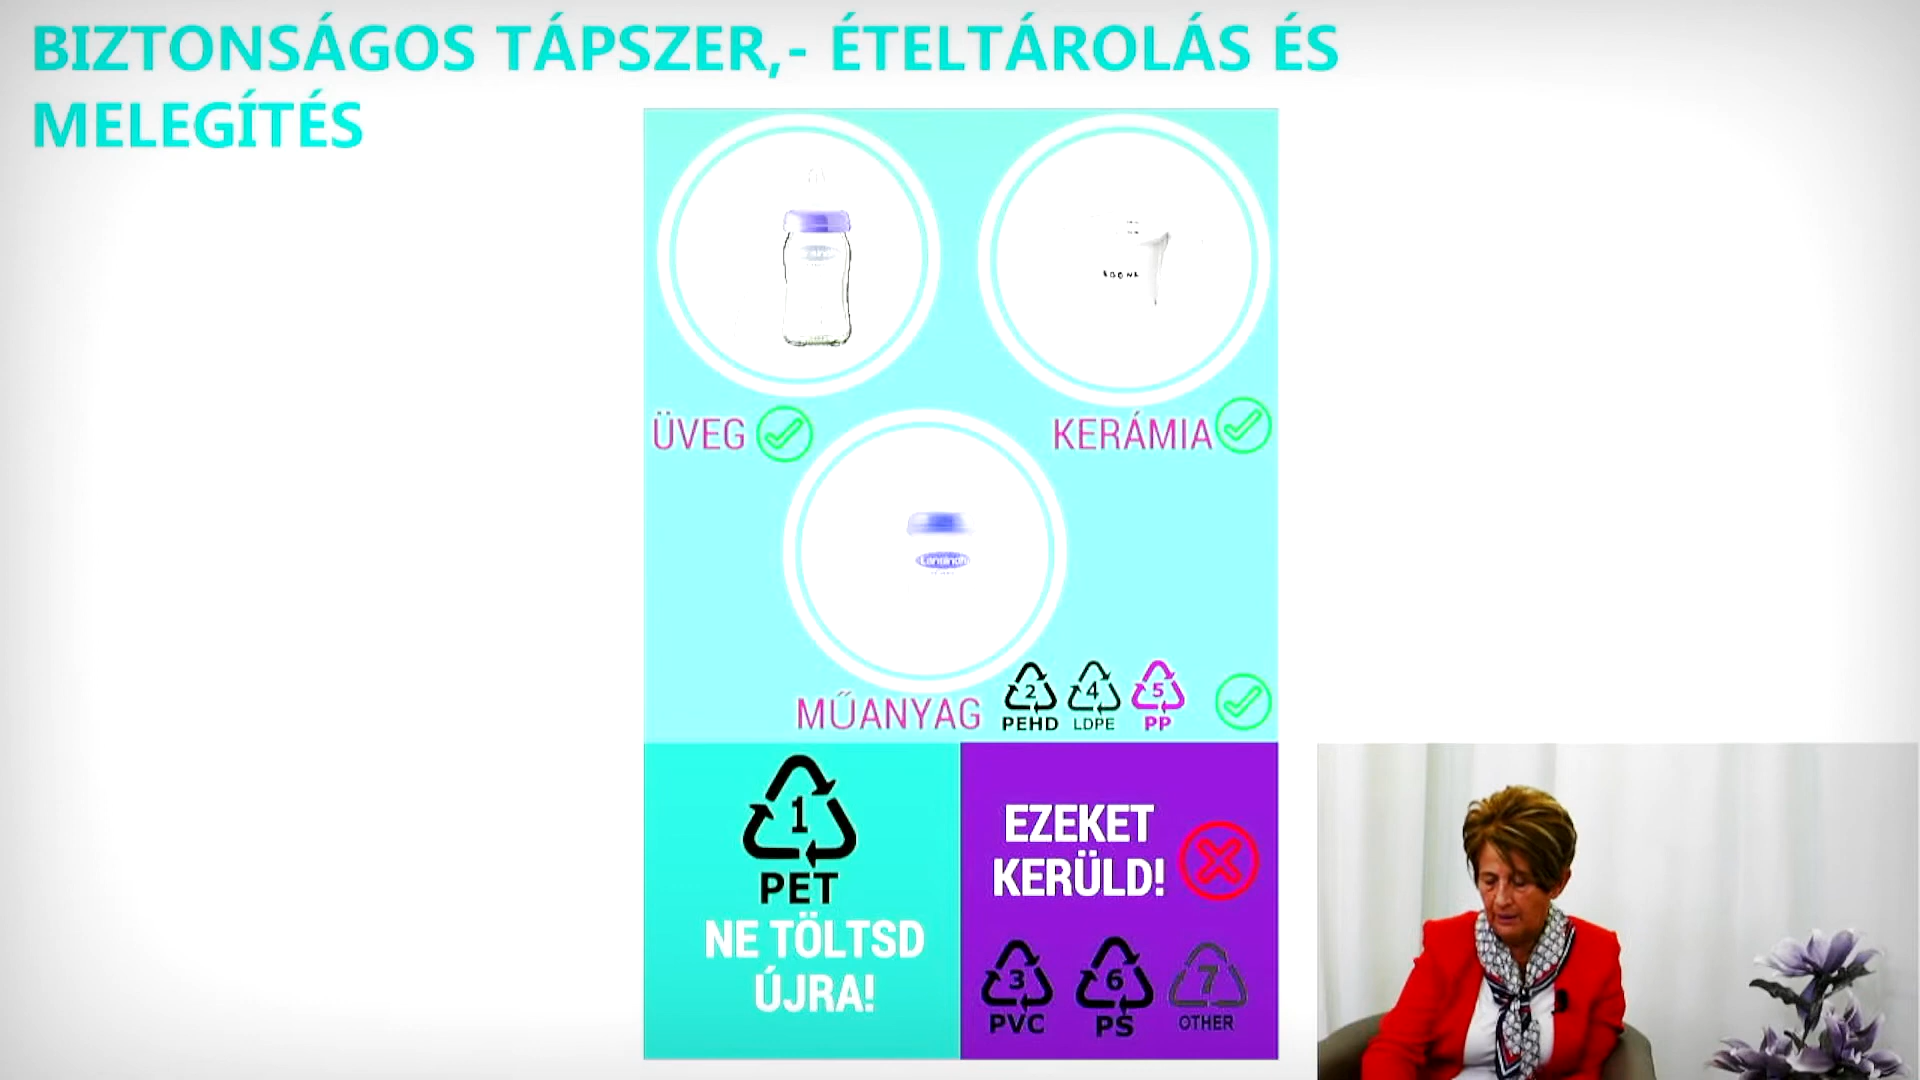 BIZTONSÁGOS TÁPSZER,- ÉTELTÁROLÁS ÉS
MELEGÍTÉS
ÜVEG
KERÁMIA
Lansinoh
MŰANYAG
2
PEHD
4
LDPE
5
PP
1
PET
NE TÖLTSD
ÚJRA!
EZEKET
KERÜLD!
3
PVC
6
PS
7
OTHER